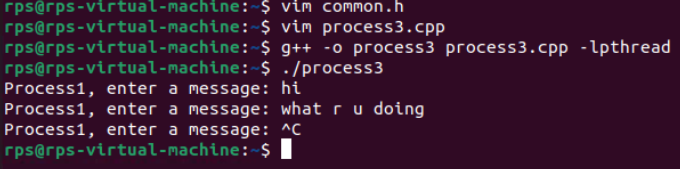 rps@rps-virtual-machine:~$ vim common.h
rps@rps-virtual-machine:~$ vim process3.cpp
rps@rps-virtual-machine:~$ g++ -o process3 process3.cpp -lpthread
rps@rps-virtual-machine:~$ ./process3
Process1, enter a message: hi
Process1, enter a message: what r u doing
Process1, enter a message: ^C
rps@rps-virtual-machine:~$